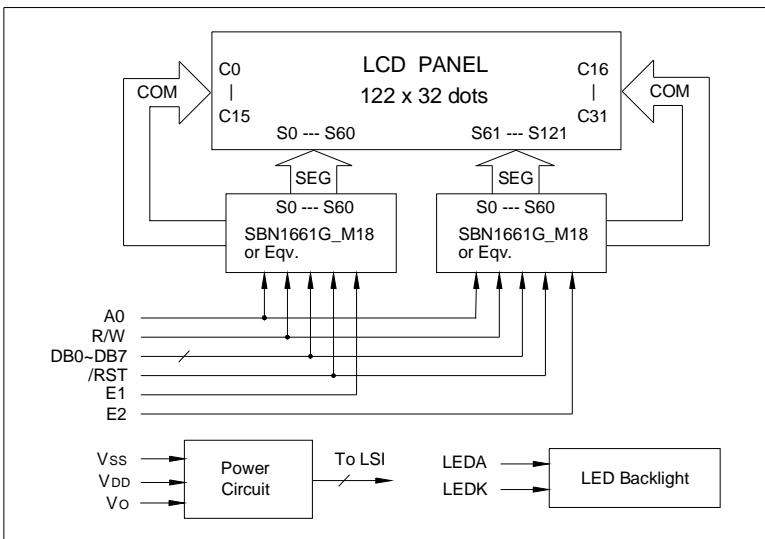 LCD PANEL
122 x 32 dots
C0
|
C15
C16
|
C31
COM
COM
S0 --- S60
S61 --- S121
SEG
SEG
S0 --- S60
SBN1661G_M18
or Eqv.
S0 --- S60
SBN1661G_M18
or Eqv.
A0
R/W
DB0~DB7
/RST
E1
E2
VSS
VDD
VO
Power
Circuit
To LSI
LEDA
LEDK
LED Backlight